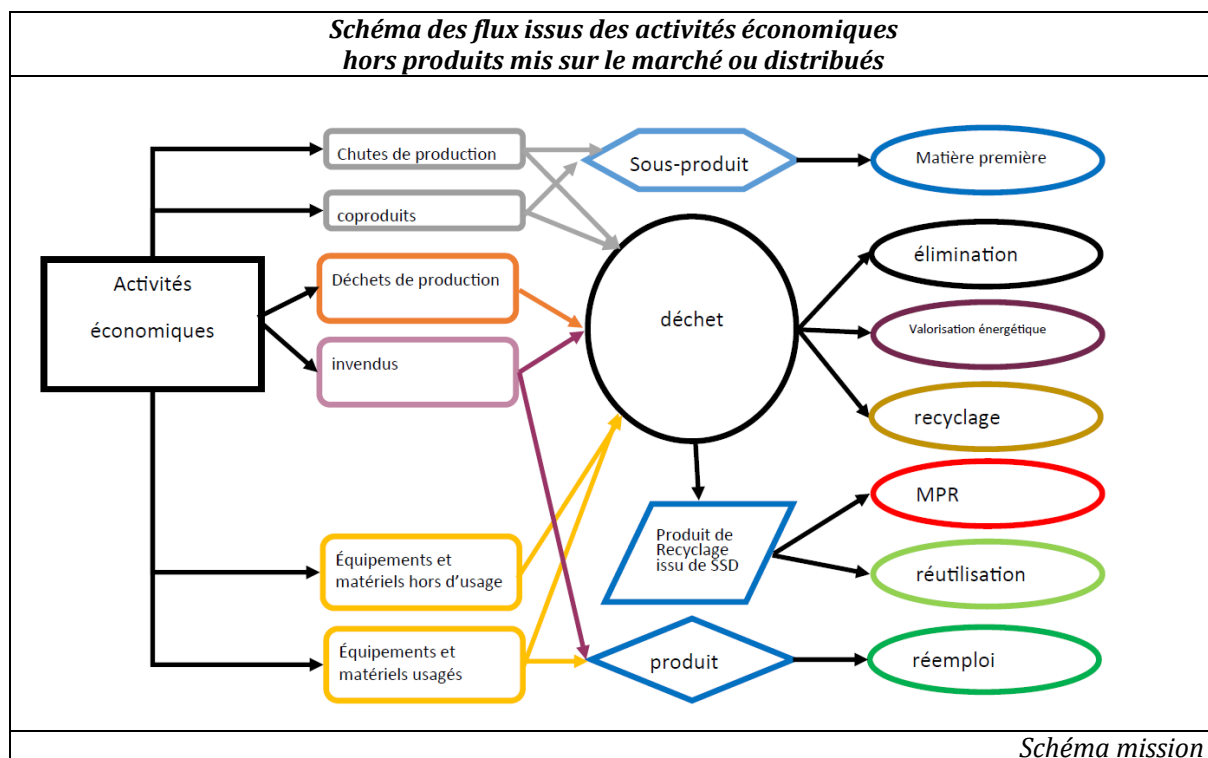 Schéma des flux issus des activités économiques
hors produits mis sur le marché ou distribués
Chutes de production
Sous-produit
Matière première
coproduits
Activités
économiques
Déchets de production
déchet
élimination
Valorisation énergétique
invendus
recyclage
MPR
Produit de
Recyclage
issu de SSD
Équipements et
matériels hors d'usage
réutilisation
Équipements et
matériels usagés
produit
réemploi
Schéma mission